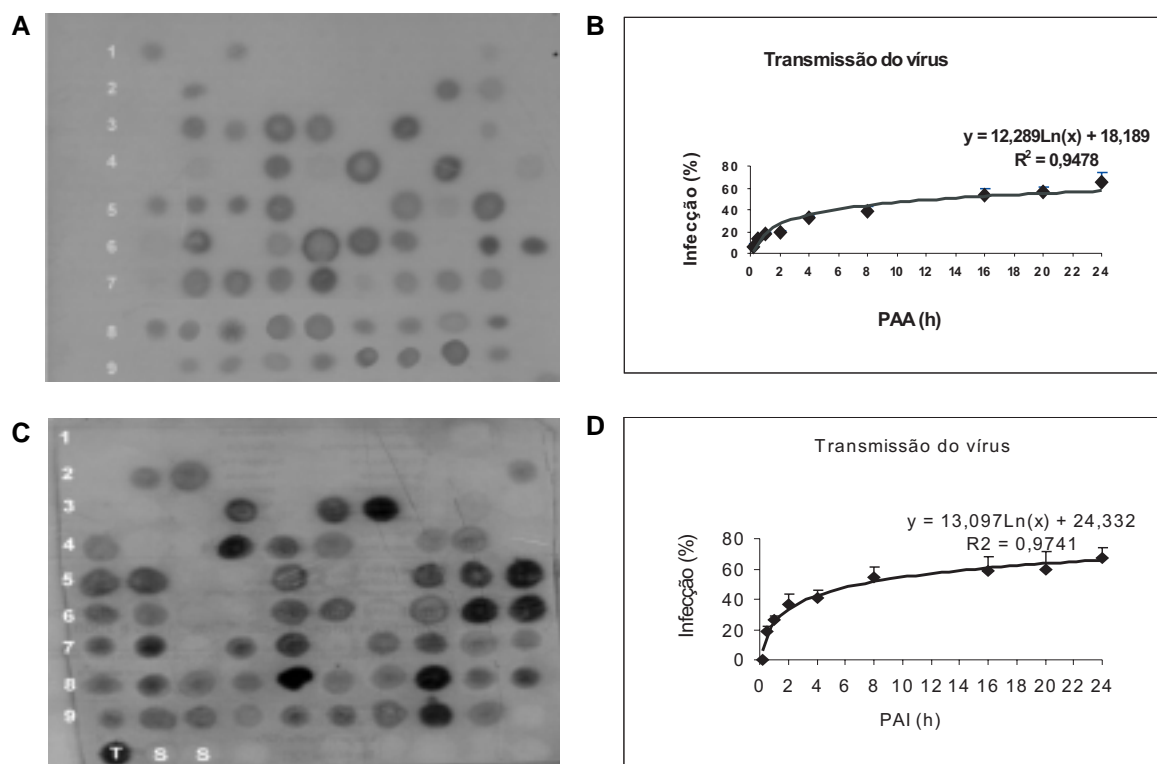 A
1
2
3
4
5
6
7
8
9
B
Transmissão do vírus
y = 12,289Ln(x) + 18,189
R² = 0,9478
Infecção (%)
80
60
40
20
0
0 2 4 6 8 10 12 14 16 18 20 22 24
PAA (h)
C
1
2
3
4
5
6
7
8
9
T S S
D
Transmissão do vírus
y = 13,097Ln(x) + 24,332
R2 = 0,9741
Infecção (%)
80
60
40
20
0
0 2 4 6 8 10 12 14 16 18 20 22 24
PAI (h)